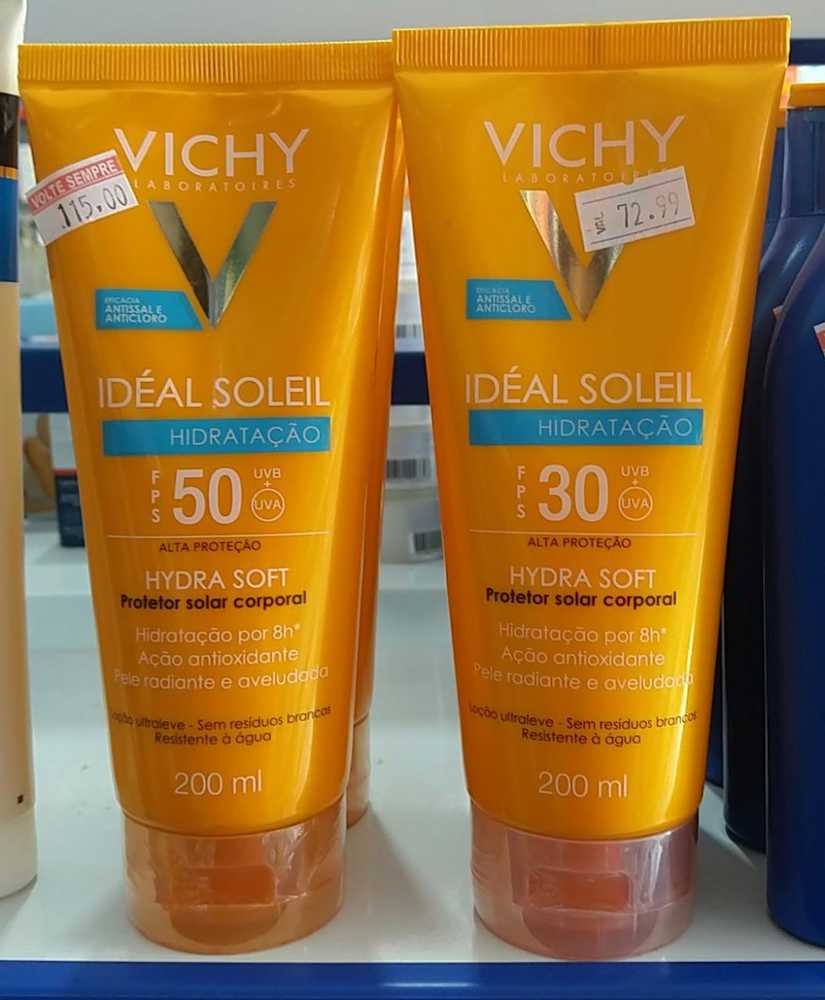 VICHY
LABORATOIRES
VOLTE SEMPRE
115.00
EFICÁCIA
ANTISSAL E
ANTICLORO
IDÉAL SOLEIL
HIDRATAÇÃO
FPS 50 UVB + UVA
ALTA PROTEÇÃO
HYDRA SOFT
Protetor solar corporal
Hidratação por 8h*
Ação antioxidante
Pele radiante e aveludada
Loção ultraleve - Sem resíduos brancos
Resistente à água
200 ml
VICHY
LABORATOIRES
VAL 72.99
EFICÁCIA
ANTISSAL E
ANTICLORO
IDÉAL SOLEIL
HIDRATAÇÃO
FPS 30 UVB + UVA
ALTA PROTEÇÃO
HYDRA SOFT
Protetor solar corporal
Hidratação por 8h*
Ação antioxidante
Pele radiante e aveludada
Loção ultraleve - Sem resíduos brancos
Resistente à água
200 ml